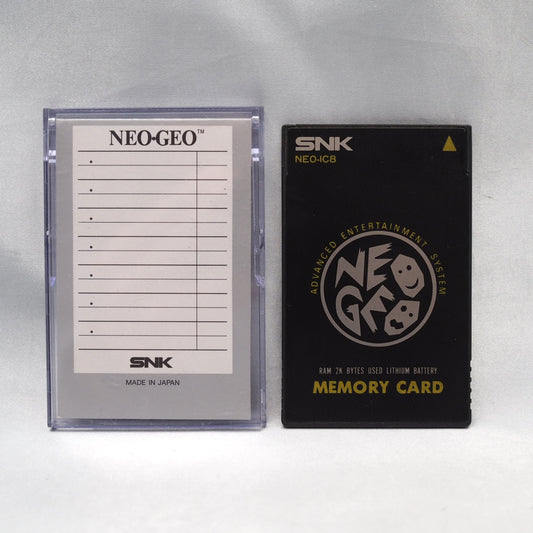 NEO•GEO™
SNK
MADE IN JAPAN
SNK
NEO-IC8
ADVANCED ENTERTAINMENT SYSTEM
NEO
GEO
RAM 2K BYTES USED LITHIUM BATTERY
MEMORY CARD